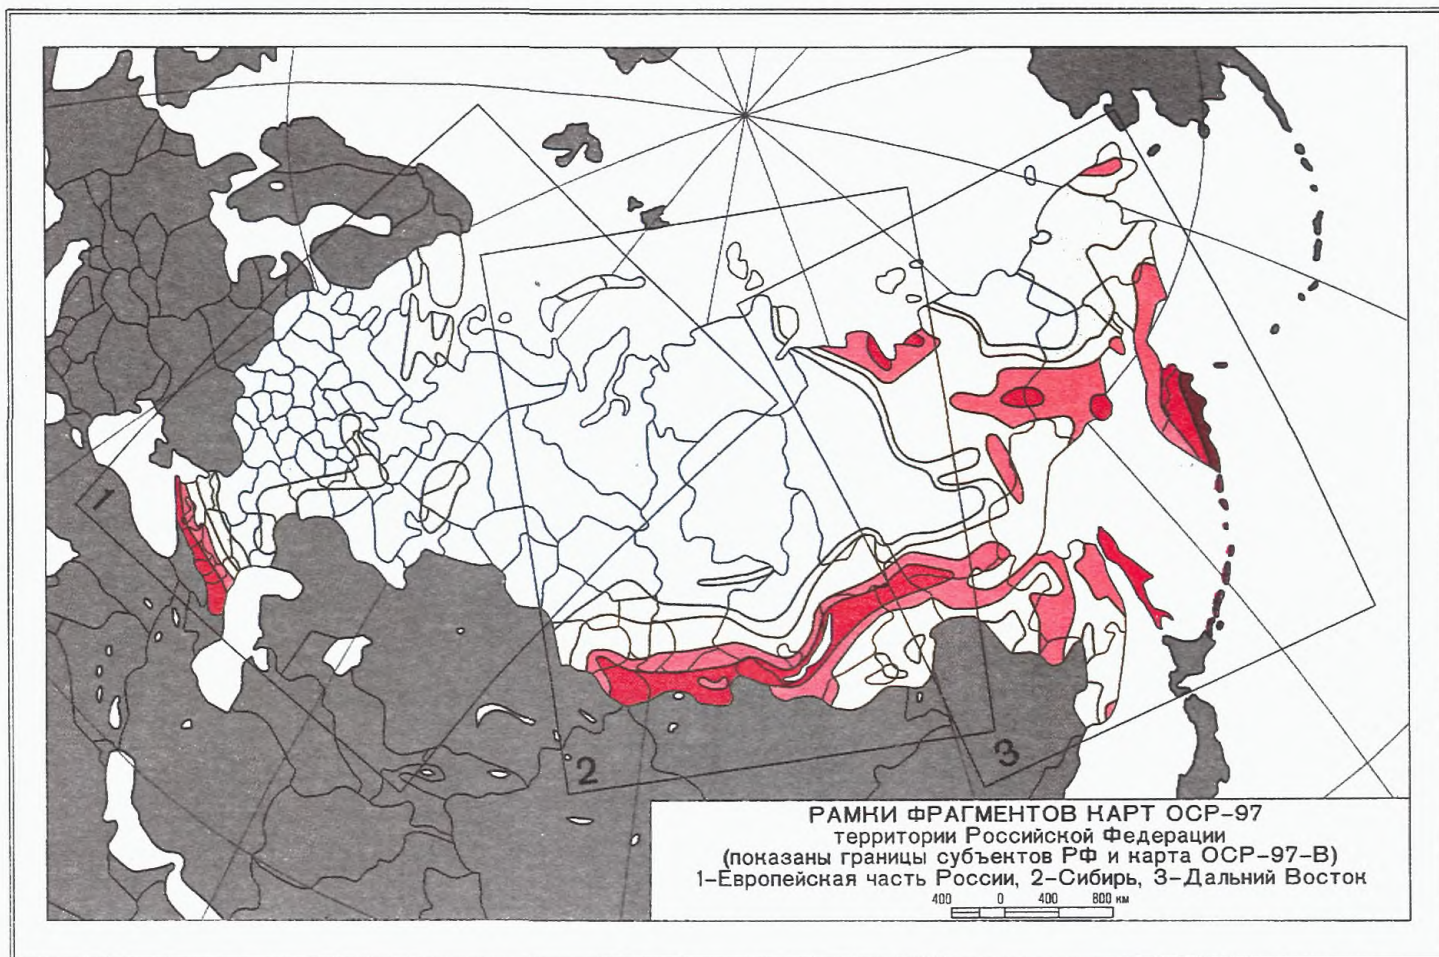 1
2
3
РАМКИ ФРАГМЕНТОВ КАРТ ОСР-97
территории Российской Федерации
(показаны границы субъектов РФ и карта ОСР-97-В)
1-Европейская часть России, 2-Сибирь, 3-Дальний Восток
400 0 400 800 км